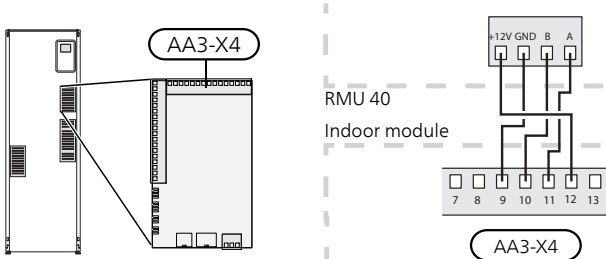 AA3-X4
+12V GND B A
RMU 40
Indoor module
7 8 9 10 11 12 13
AA3-X4